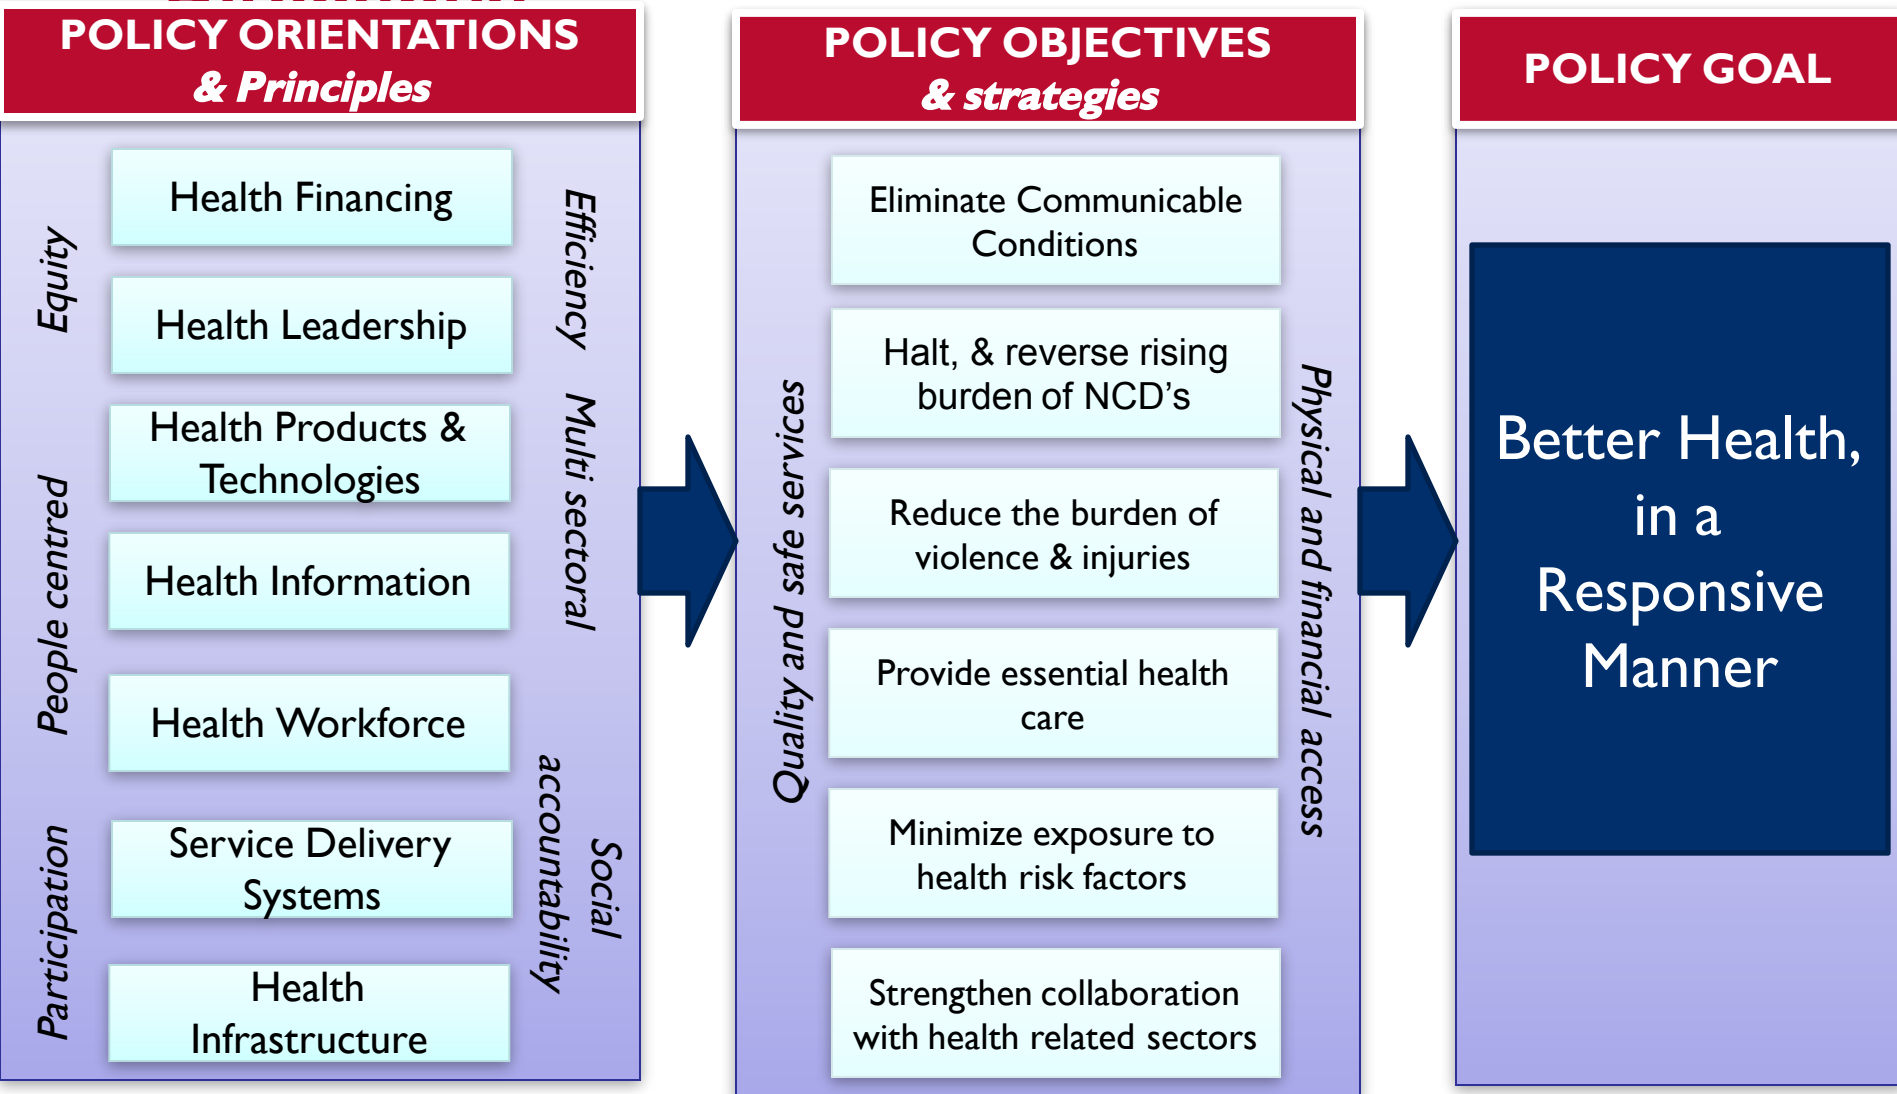 POLICY ORIENTATIONS
& Principles
Equity
People centred
Participation
Health Financing
Health Leadership
Health Products &
Technologies
Health Information
Health Workforce
Service Delivery
Systems
Health
Infrastructure
Efficiency
Multi sectoral
Social
accountability
POLICY OBJECTIVES
& strategies
Quality and safe services
Eliminate Communicable
Conditions
Halt, & reverse rising
burden of NCD’s
Reduce the burden of
violence & injuries
Provide essential health
care
Minimize exposure to
health risk factors
Strengthen collaboration
with health related sectors
Physical and financial access
POLICY GOAL
Better Health,
in a
Responsive
Manner